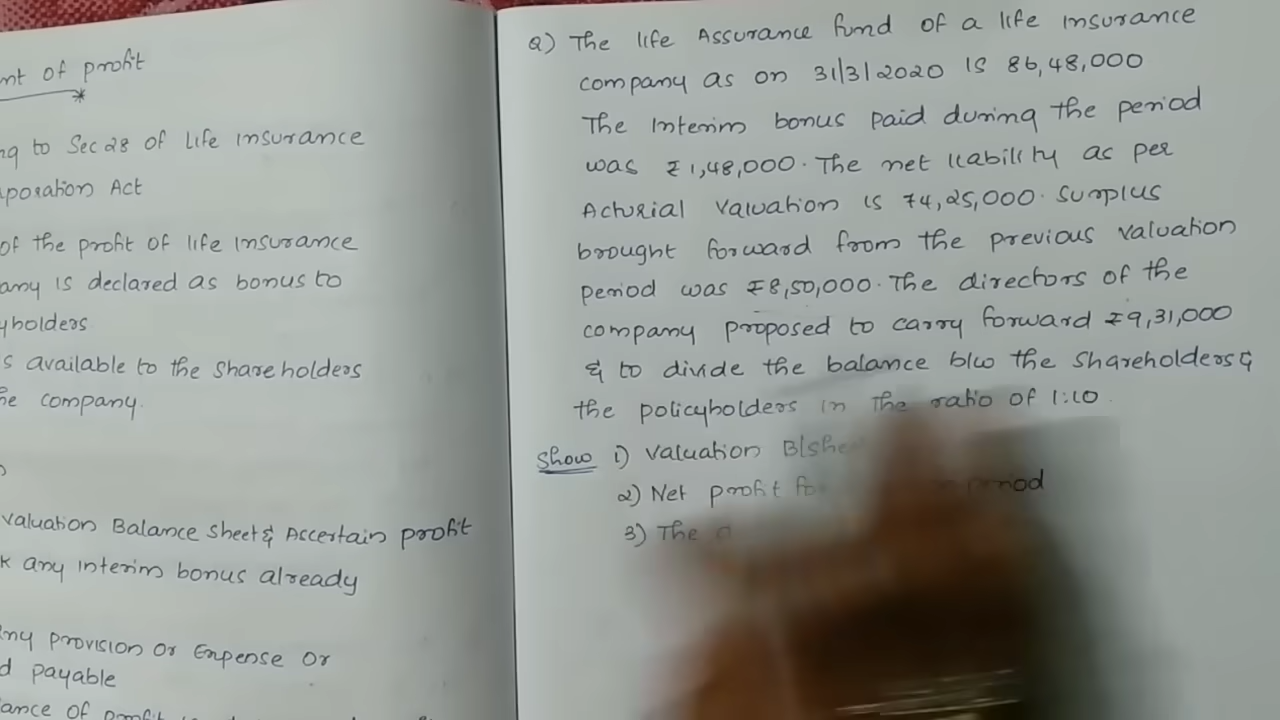 nt of profit
ng to Sec 28 of Life insurance
poration Act
of the profit of life insurance
any is declared as bonus to
yholders
s available to the shareholders
he company.
valuation Balance sheet & Ascertain profit
k any interim bonus already
any provision or Expense or
d payable
ance of profit
Q) The life Assurance fund of a life insurance
company as on 31/3/2020 is 86,48,000
The Interim bonus paid during the period
was ₹1,48,000. The net liability as per
Acturial valuation is 74,25,000. Surplus
brought forward from the previous valuation
period was ₹8,50,000. The directors of the
company proposed to carry forward ₹9,31,000
& to divide the balance b/w the shareholders &
the policyholders in the ratio of 1:10.
Show i) Valuation B/she
2) Net profit fo period
3) The